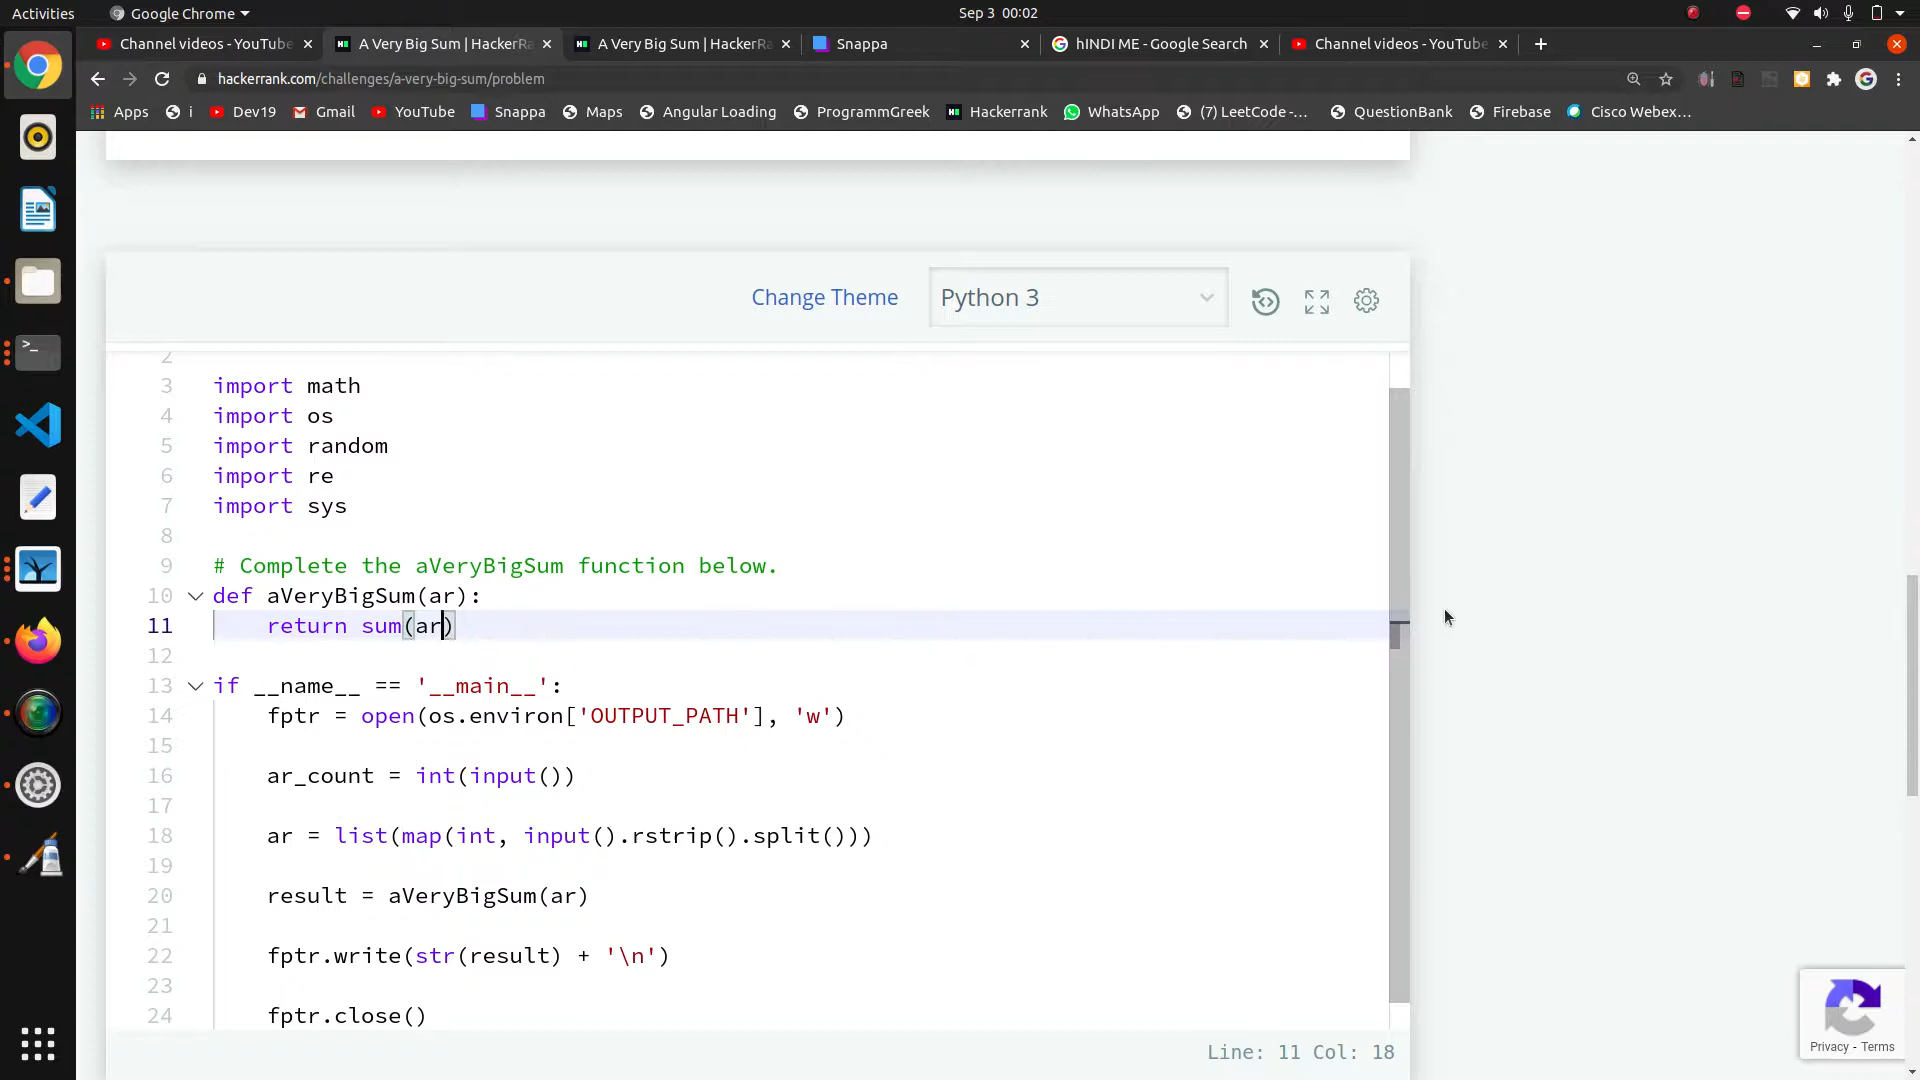 Activities
Google Chrome
Sep 3 00:02
Channel videos - YouTube
A Very Big Sum | HackerRa
A Very Big Sum | HackerRa
Snappa
hINDI ME - Google Search
Channel videos - YouTube
hackerrank.com/challenges/a-very-big-sum/problem
Apps
i
Dev19
Gmail
YouTube
Snappa
Maps
Angular Loading
ProgrammGreek
Hackerrank
WhatsApp
(7) LeetCode -...
QuestionBank
Firebase
Cisco Webex...
Change Theme
Python 3
2
3 import math
4 import os
5 import random
6 import re
7 import sys
8
9 # Complete the aVeryBigSum function below.
10 def aVeryBigSum(ar):
11 return sum(ar)
12
13 if __name__ == '__main__':
14 fptr = open(os.environ['OUTPUT_PATH'], 'w')
15
16 ar_count = int(input())
17
18 ar = list(map(int, input().rstrip().split()))
19
20 result = aVeryBigSum(ar)
21
22 fptr.write(str(result) + '\n')
23
24 fptr.close()
Line: 11 Col: 18
Privacy - Terms